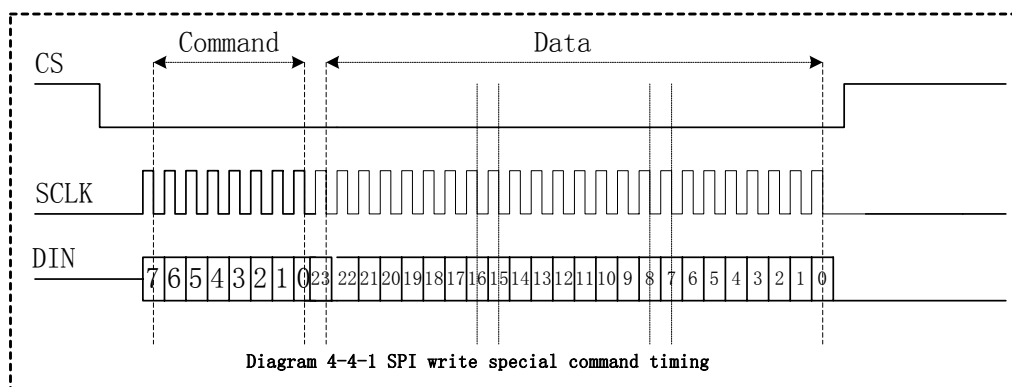 Command Data
CS
SCLK
DIN
7 6 5 4 3 2 1 0 23 22 21 20 19 18 17 16 15 14 13 12 11 10 9 8 7 6 5 4 3 2 1 0
Diagram 4-4-1 SPI write special command timing